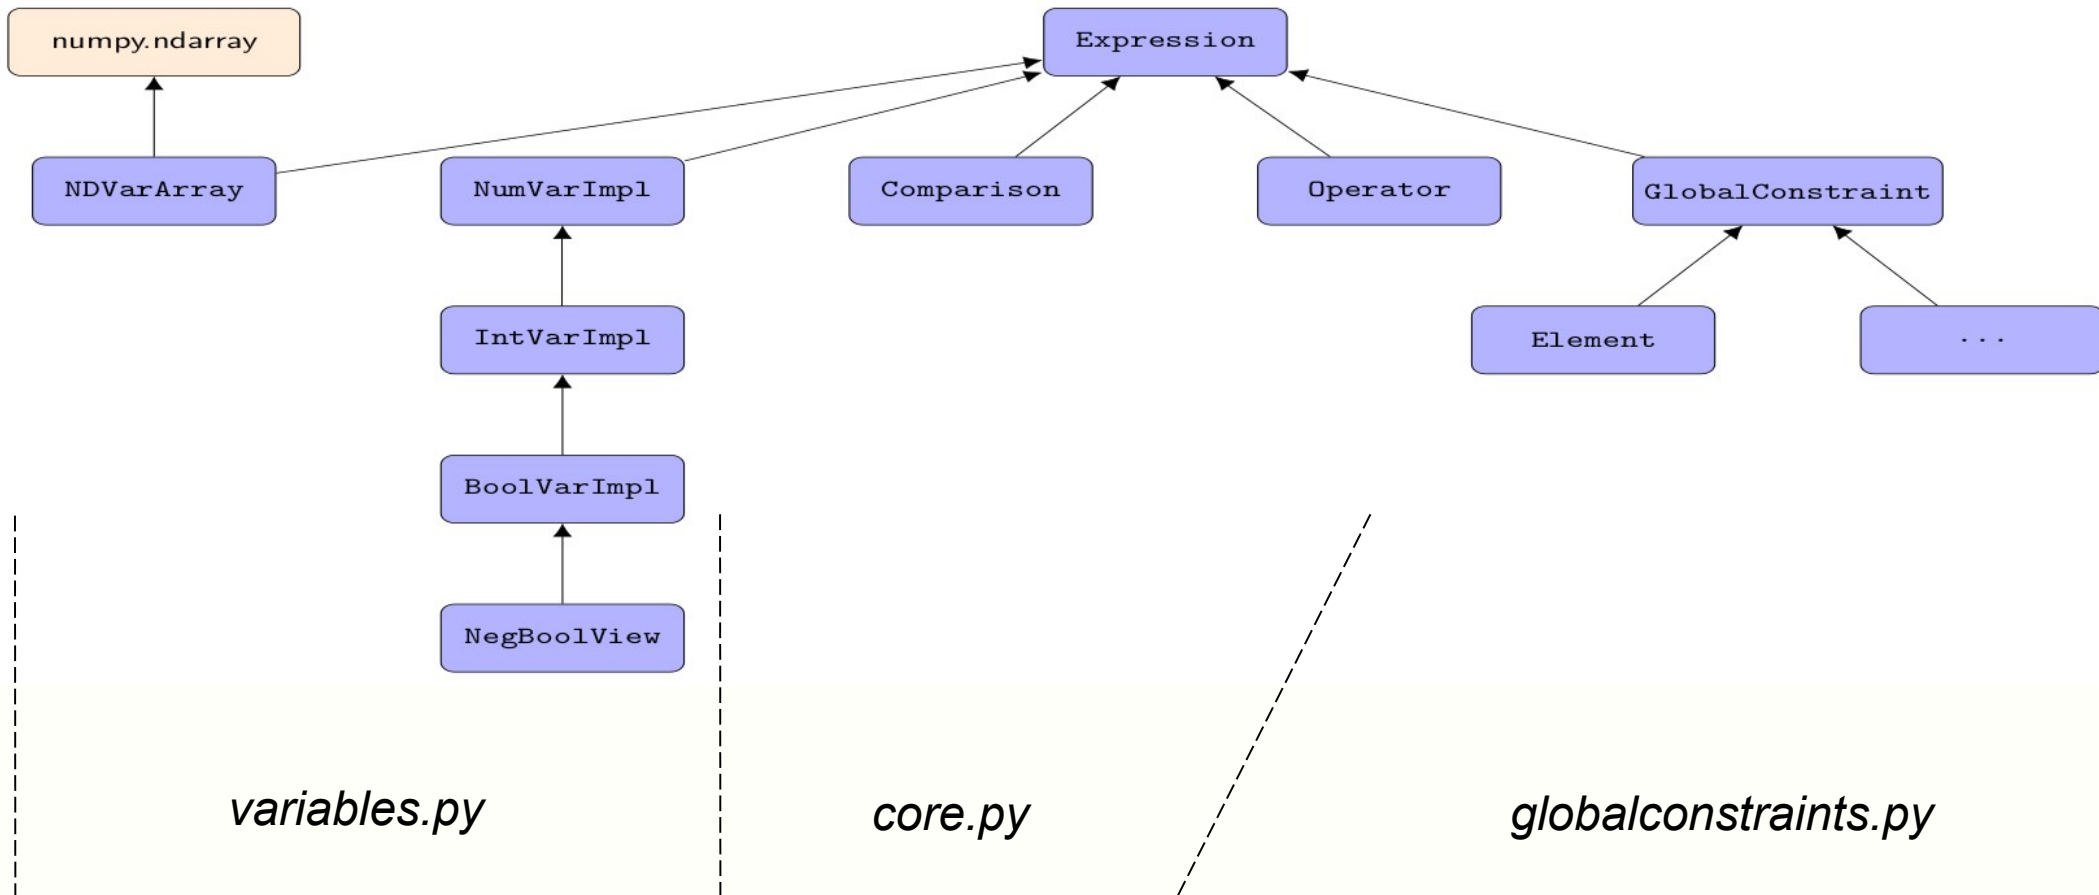 numpy.ndarray
Expression
NDVarArray
NumVarImpl
Comparison
Operator
GlobalConstraint
IntVarImpl
Element
...
BoolVarImpl
NegBoolView
variables.py
core.py
globalconstraints.py